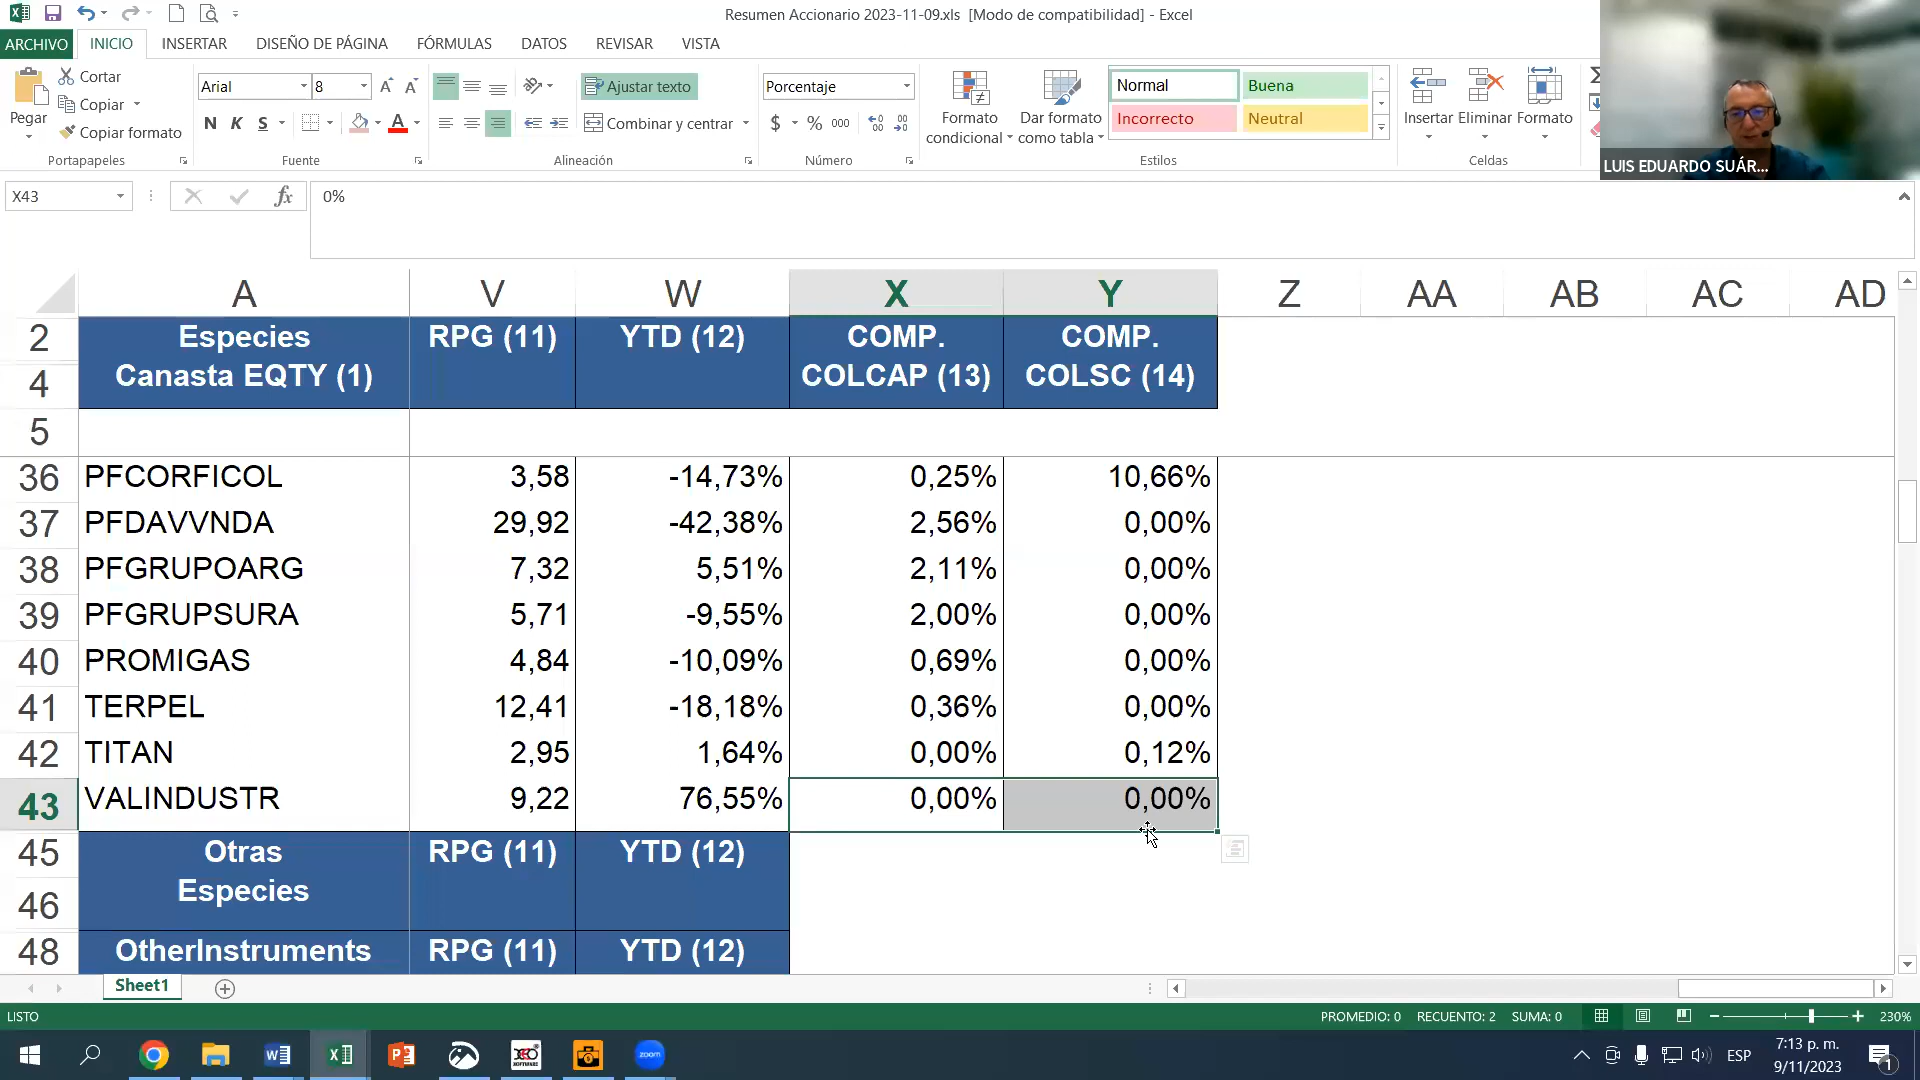 Resumen Accionario 2023-11-09.xls [Modo de compatibilidad] - Excel
ARCHIVO INICIO INSERTAR DISEÑO DE PÁGINA FÓRMULAS DATOS REVISAR VISTA
Pegar
Cortar
Copiar
Copiar formato
Portapapeles
Arial 8
N K S
Fuente
Ajustar texto
Combinar y centrar
Alineación
Porcentaje
$ % 000
Número
Formato condicional
Dar formato como tabla
Normal Buena
Incorrecto Neutral
Estilos
Insertar Eliminar Formato
Celdas
LUIS EDUARDO SUÁR...
X43 fx 0%
A V W X Y Z AA AB AC AD
2 Especies RPG (11) YTD (12) COMP. COMP.
4 Canasta EQTY (1) COLCAP (13) COLSC (14)
5
36 PFCORFICOL 3,58 -14,73% 0,25% 10,66%
37 PFDAVVNDA 29,92 -42,38% 2,56% 0,00%
38 PFGRUPOARG 7,32 5,51% 2,11% 0,00%
39 PFGRUPSURA 5,71 -9,55% 2,00% 0,00%
40 PROMIGAS 4,84 -10,09% 0,69% 0,00%
41 TERPEL 12,41 -18,18% 0,36% 0,00%
42 TITAN 2,95 1,64% 0,00% 0,12%
43 VALINDUSTR 9,22 76,55% 0,00% 0,00%
45 Otras RPG (11) YTD (12)
46 Especies
48 OtherInstruments RPG (11) YTD (12)
Sheet1
LISTO PROMEDIO: 0 RECUENTO: 2 SUMA: 0 230%
zoom
ESP
7:13 p. m.
9/11/2023
1